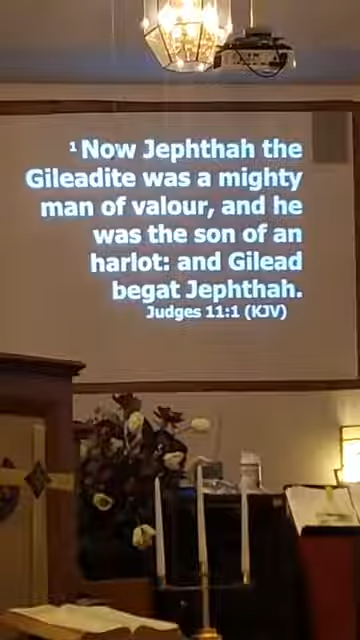 ¹ Now Jephthah the
Gileadite was a mighty
man of valour, and he
was the son of an
harlot: and Gilead
begat Jephthah.
Judges 11:1 (KJV)